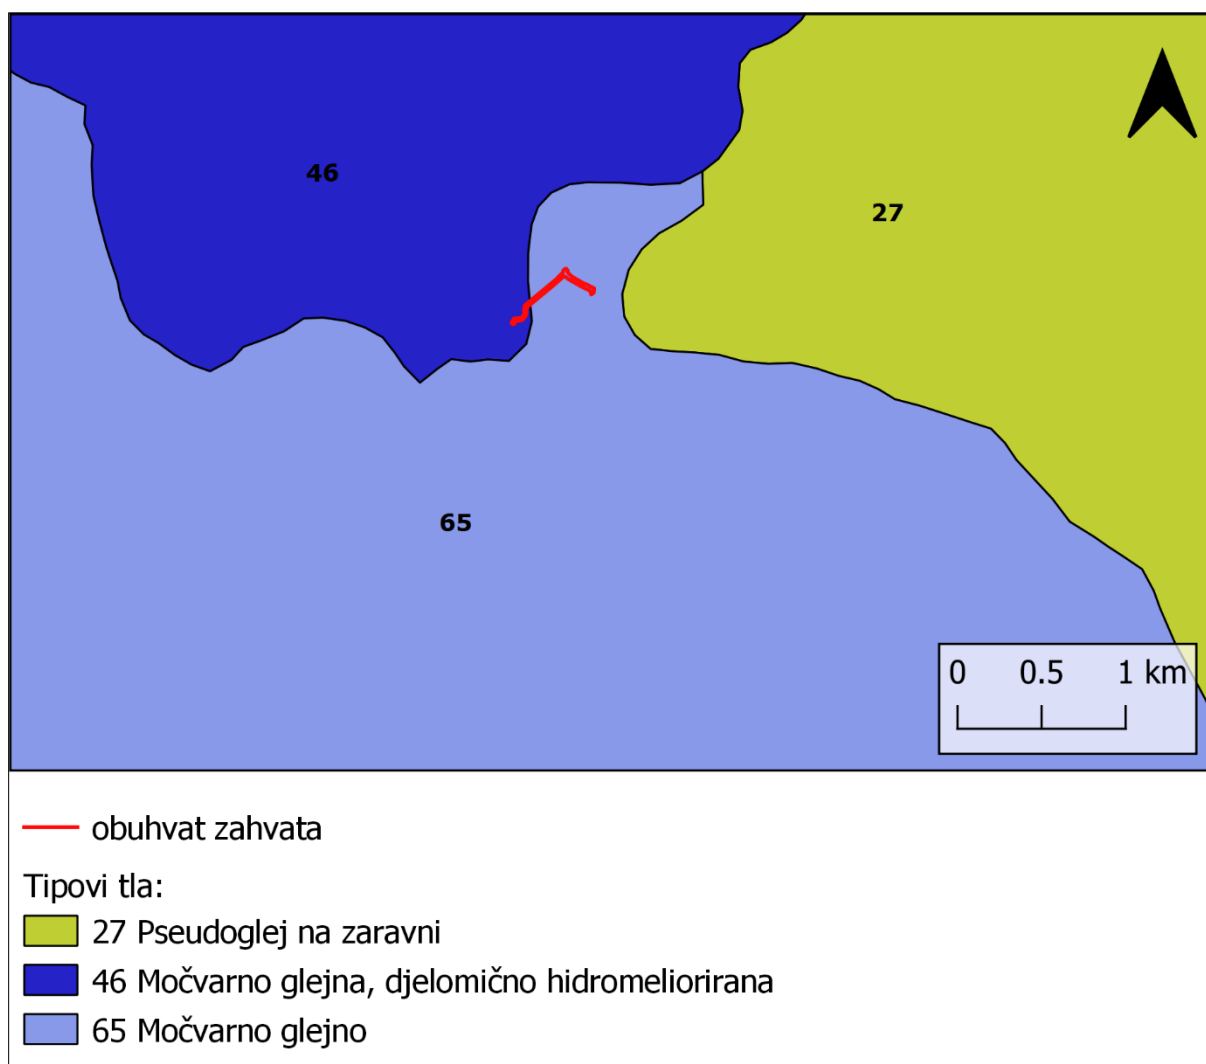 46
27
65
0 0.5 1 km
obuhvat zahvata
Tipovi tla:
27 Pseudoglej na zaravni
46 Močvarno glejna, djelomično hidromeliorirana
65 Močvarno glejno